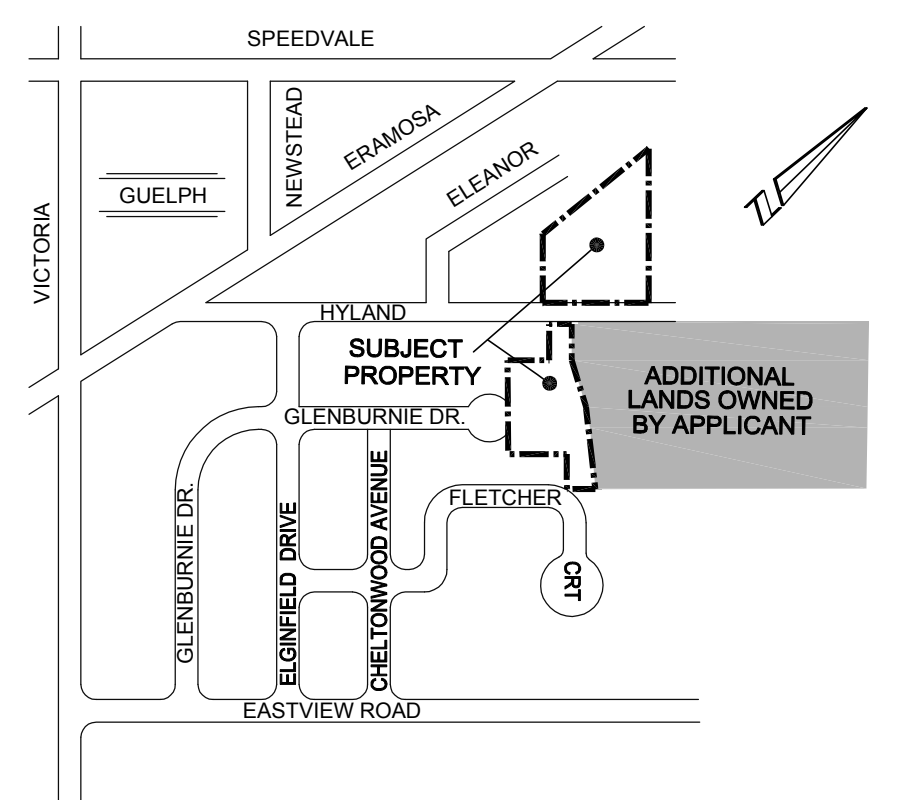 SPEEDVALE
NEWSTEAD
ERAMOSA
ELEANOR
GUELPH
VICTORIA
HYLAND
SUBJECT
PROPERTY
ADDITIONAL
LANDS OWNED
BY APPLICANT
GLENBURNIE DR.
FLETCHER
CRT
GLENBURNIE DR.
ELGINFIELD DRIVE
CHELTONWOOD AVENUE
EASTVIEW ROAD